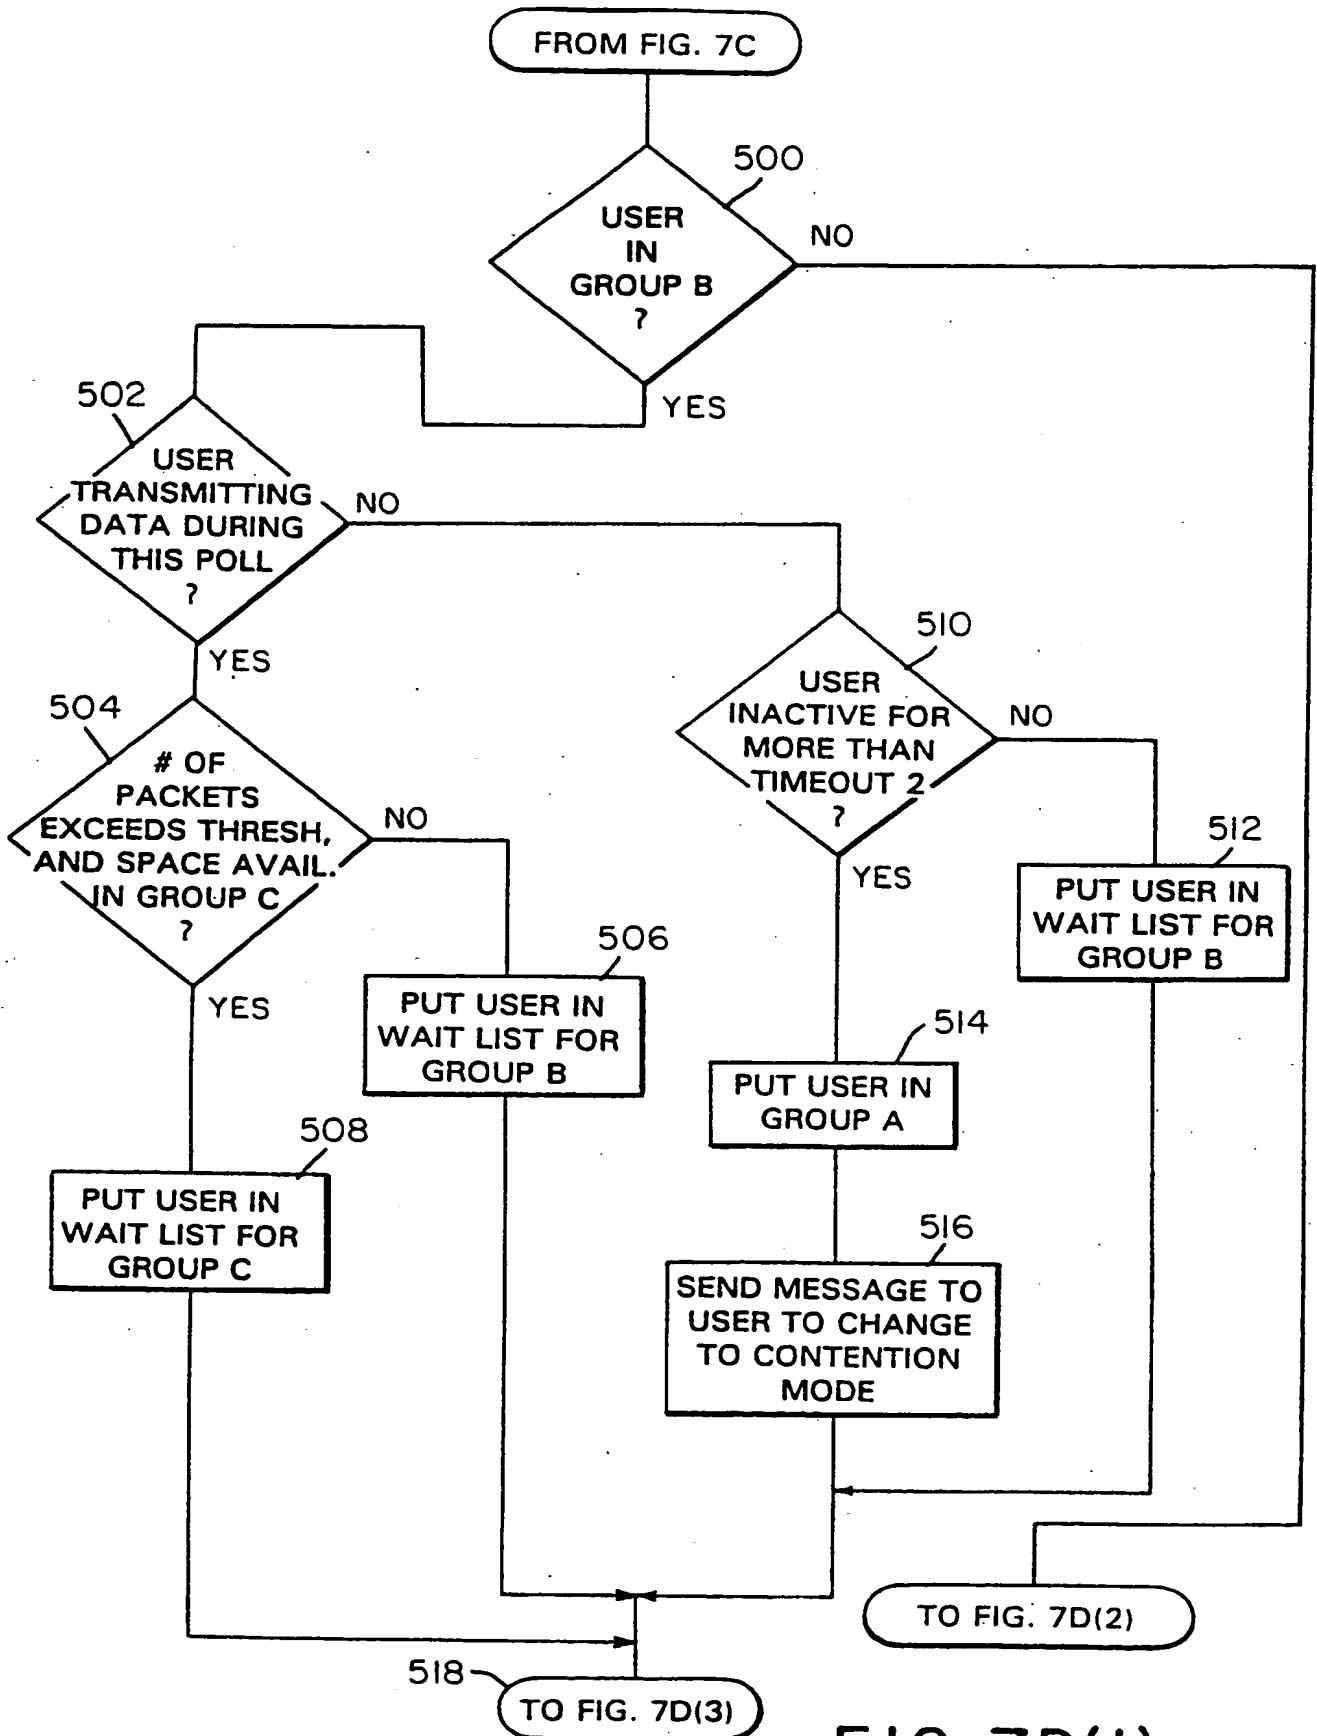 FROM FIG. 7C
500
USER
IN
GROUP B
?
NO
YES
502
USER
TRANSMITTING
DATA DURING
THIS POLL
?
NO
YES
504
# OF
PACKETS
EXCEEDS THRESH,
AND SPACE AVAIL.
IN GROUP C
?
NO
YES
510
USER
INACTIVE FOR
MORE THAN
TIMEOUT 2
?
NO
YES
512
PUT USER IN
WAIT LIST FOR
GROUP B
506
PUT USER IN
WAIT LIST FOR
GROUP B
514
PUT USER IN
GROUP A
508
PUT USER IN
WAIT LIST FOR
GROUP C
516
SEND MESSAGE TO
USER TO CHANGE
TO CONTENTION
MODE
TO FIG. 7D(2)
518
TO FIG. 7D(3)
FIG. 7D(1)